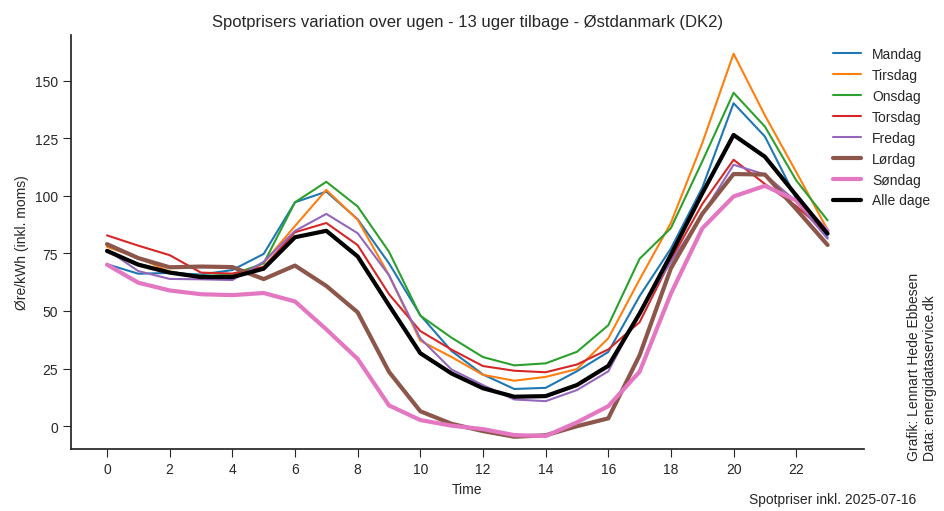 Spotprisers variation over ugen - 13 uger tilbage - Østdanmark (DK2)
Øre/kWh (inkl. moms)
150
125
100
75
50
25
0
0 2 4 6 8 10 12 14 16 18 20 22
Time
Mandag
Tirsdag
Onsdag
Torsdag
Fredag
Lørdag
Søndag
Alle dage
Grafik: Lennart Hede Ebbesen
Data: energidataservice.dk
Spotpriser inkl. 2025-07-16